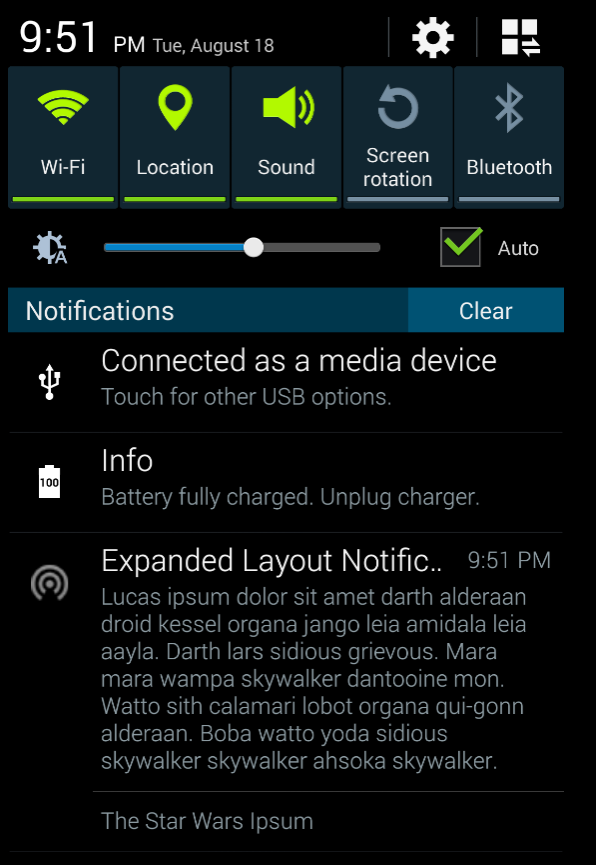 9:51 PM Tue, August 18
Wi-Fi
Location
Sound
Screen
rotation
Bluetooth
A
Auto
Notifications
Clear
Connected as a media device
Touch for other USB options.
100
Info
Battery fully charged. Unplug charger.
Expanded Layout Notific.. 9:51 PM
Lucas ipsum dolor sit amet darth alderaan
droid kessel organa jango leia amidala leia
aayla. Darth lars sidious grievous. Mara
mara wampa skywalker dantooine mon.
Watto sith calamari lobot organa qui-gonn
alderaan. Boba watto yoda sidious
skywalker skywalker ahsoka skywalker.
The Star Wars Ipsum